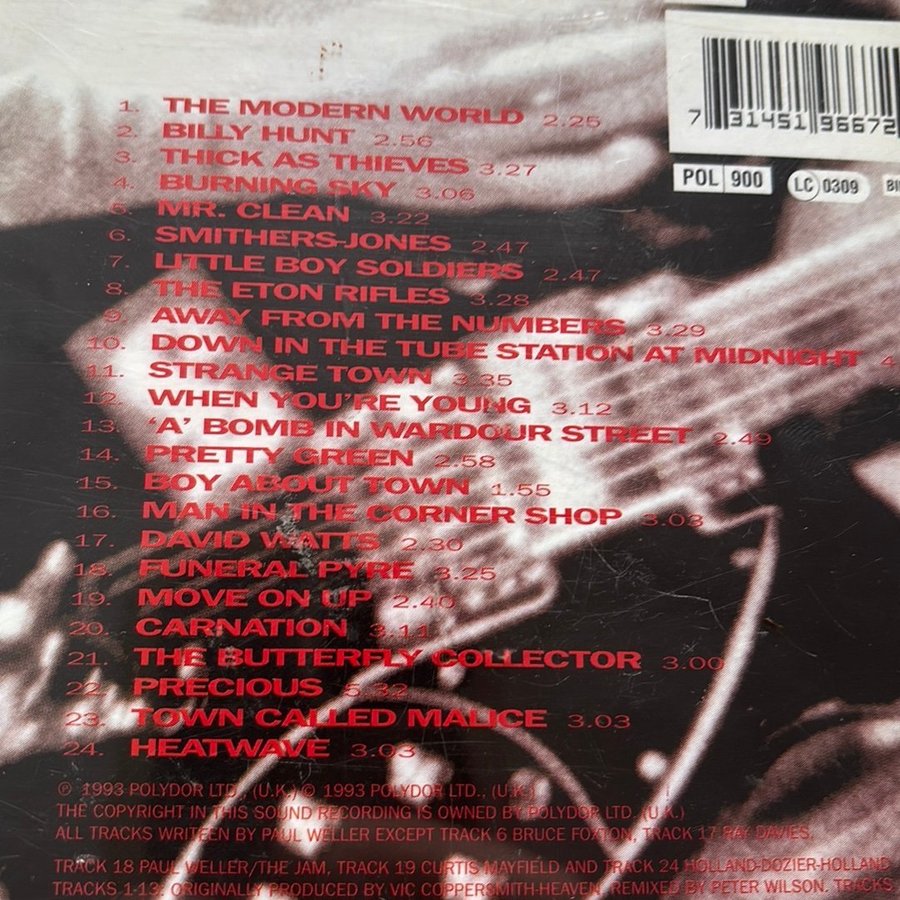 7 31451 96672
POL 900 LC 0309
1. THE MODERN WORLD 2.25
2. BILLY HUNT 2.56
3. THICK AS THIEVES 3.27
4. BURNING SKY 3.06
5. MR. CLEAN 3.22
6. SMITHERS-JONES 2.47
7. LITTLE BOY SOLDIERS 2.47
8. THE ETON RIFLES 3.28
9. AWAY FROM THE NUMBERS 3.29
10. DOWN IN THE TUBE STATION AT MIDNIGHT 4
11. STRANGE TOWN 3.35
12. WHEN YOU'RE YOUNG 3.12
13. 'A' BOMB IN WARDOUR STREET 2.49
14. PRETTY GREEN 2.58
15. BOY ABOUT TOWN 1.55
16. MAN IN THE CORNER SHOP 3.03
17. DAVID WATTS 2.30
18. FUNERAL PYRE 3.25
19. MOVE ON UP 2.40
20. CARNATION 3.11
21. THE BUTTERFLY COLLECTOR 3.00
22. PRECIOUS 5.32
23. TOWN CALLED MALICE 3.03
24. HEATWAVE 3.03
℗ 1993 POLYDOR LTD., (U.K.) © 1993 POLYDOR LTD., (U.K.)
THE COPYRIGHT IN THIS SOUND RECORDING IS OWNED BY POLYDOR LTD. (U.K.)
ALL TRACKS WRITEEN BY PAUL WELLER EXCEPT TRACK 6 BRUCE FOXTON, TRACK 17 RAY DAVIES,
TRACK 18 PAUL WELLER/THE JAM, TRACK 19 CURTIS MAYFIELD AND TRACK 24 HOLLAND-DOZIER-HOLLAND
TRACKS 1-13: ORIGINALLY PRODUCED BY VIC COPPERSMITH-HEAVEN. REMIXED BY PETER WILSON. TRACKS